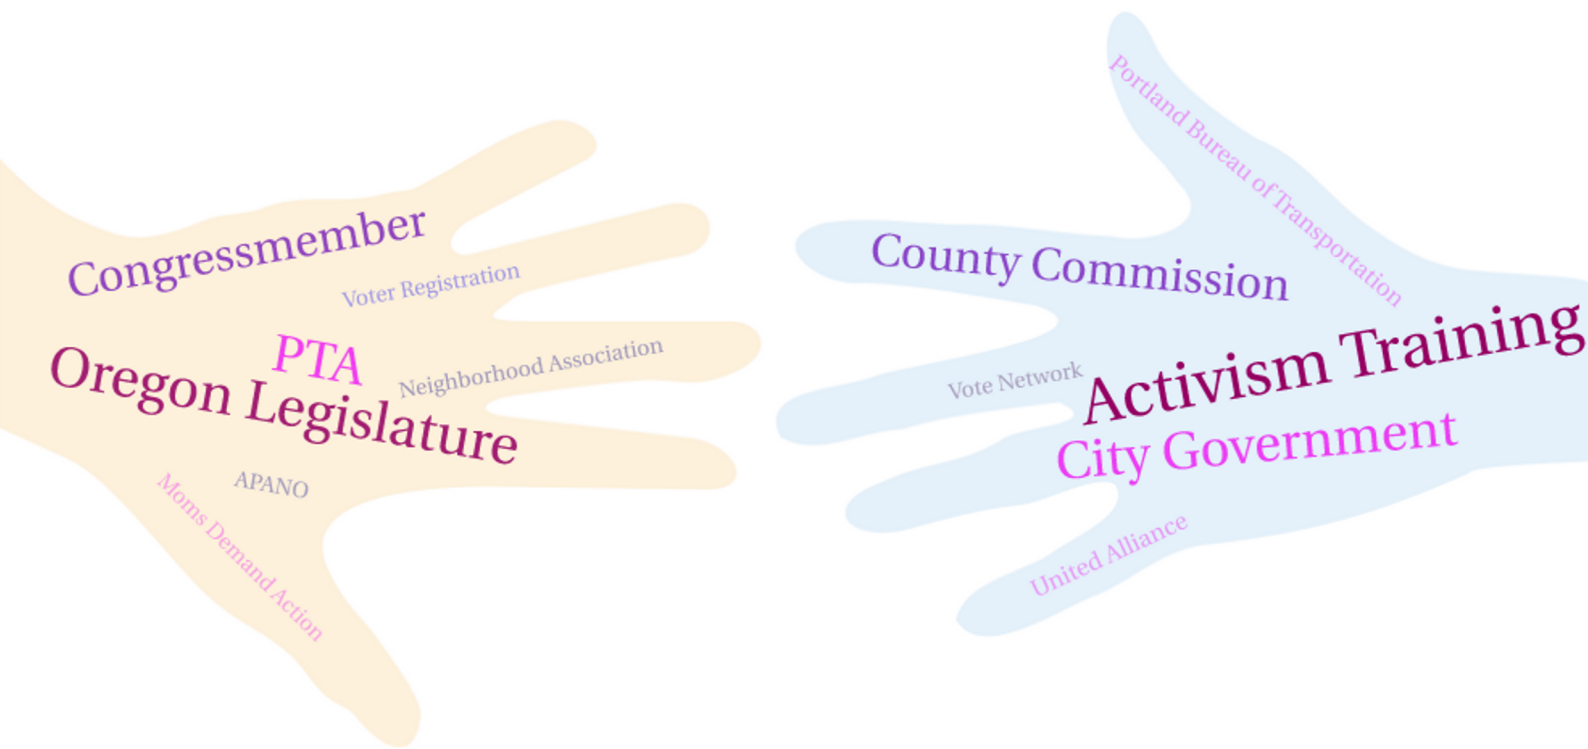 Congressmember
Voter Registration
PTA
Neighborhood Association
Oregon Legislature
APANO
Moms Demand Action
Portland Bureau of Transportation
County Commission
Activism Training
Vote Network
City Government
United Alliance